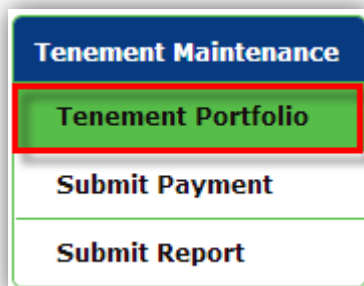 Tenement Maintenance
Tenement Portfolio
Submit Payment
Submit Report